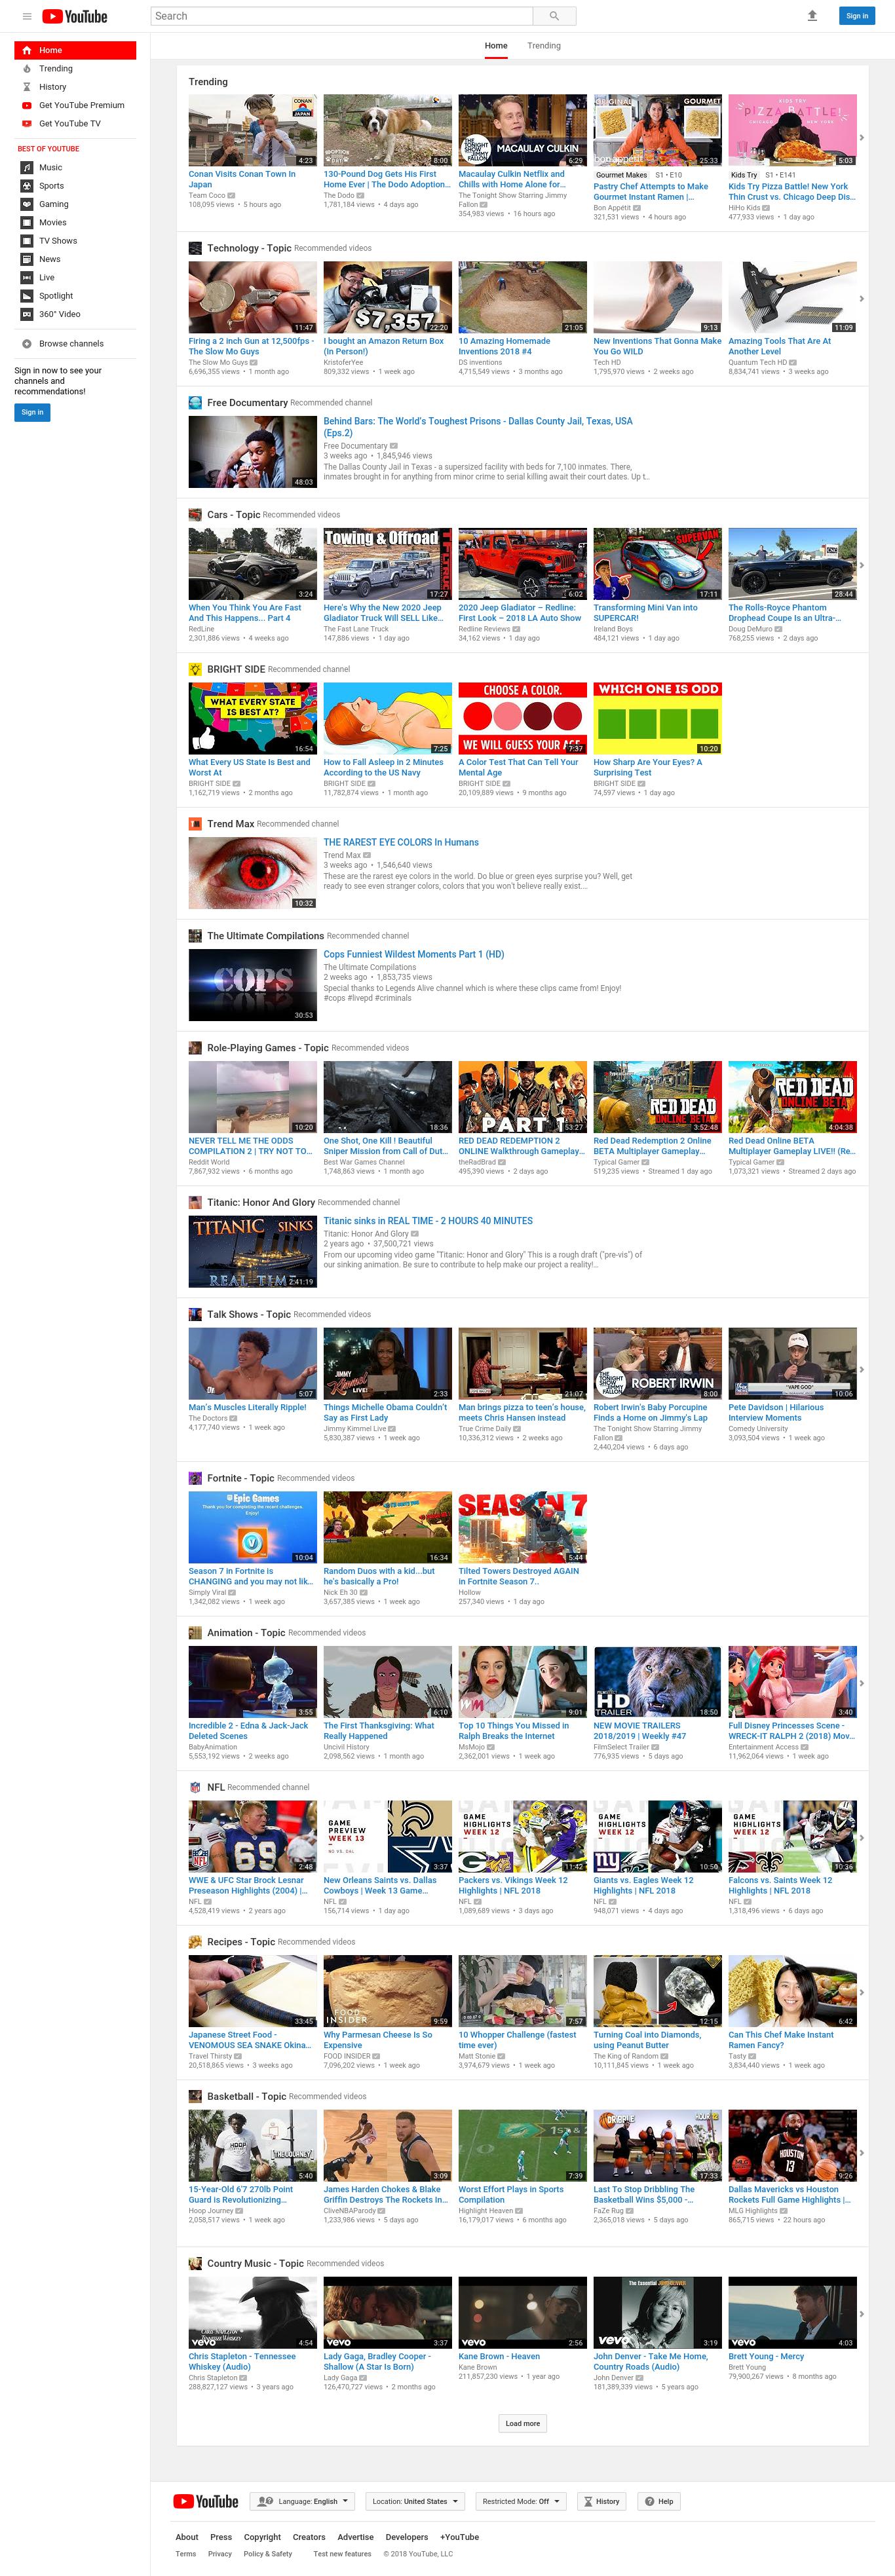 YouTube
Search
Sign in
Home
Trending
Home
Trending
History
Get YouTube Premium
Get YouTube TV
BEST OF YOUTUBE
Music
Sports
Gaming
Movies
TV Shows
News
Live
Spotlight
360° Video
Browse channels
Sign in now to see your
channels and
recommendations!
Sign in
Trending
4:23
Conan Visits Conan Town In
Japan
Team Coco
108,095 views • 5 hours ago
8:00
130-Pound Dog Gets His First
Home Ever | The Dodo Adoption…
The Dodo
1,781,184 views • 4 days ago
MACAULAY CULKIN
6:29
Macaulay Culkin Netflix and
Chills with Home Alone for…
The Tonight Show Starring Jimmy
Fallon
354,983 views • 16 hours ago
ORIGINAL GOURMET
bon appétit
25:33
Gourmet Makes S1 • E10
Pastry Chef Attempts to Make
Gourmet Instant Ramen |…
Bon Appétit
321,531 views • 4 hours ago
KIDS TRY
PIZZA BATTLE!
5:03
Kids Try S1 • E141
Kids Try Pizza Battle! New York
Thin Crust vs. Chicago Deep Dis…
HiHo Kids
477,933 views • 1 day ago
Technology - Topic Recommended videos
11:47
Firing a 2 inch Gun at 12,500fps -
The Slow Mo Guys
The Slow Mo Guys
6,696,355 views • 1 month ago
$7,357
22:20
I bought an Amazon Return Box
(In Person!)
KristoferYee
809,332 views • 1 week ago
21:05
10 Amazing Homemade
Inventions 2018 #4
DS inventions
4,715,549 views • 3 months ago
9:13
New Inventions That Gonna Make
You Go WILD
Tech HD
1,795,970 views • 2 weeks ago
11:09
Amazing Tools That Are At
Another Level
Quantum Tech HD
8,834,741 views • 3 weeks ago
Free Documentary Recommended channel
48:03
Behind Bars: The World's Toughest Prisons - Dallas County Jail, Texas, USA
(Eps.2)
Free Documentary
3 weeks ago • 1,845,946 views
The Dallas County Jail in Texas - a supersized facility with beds for 7,100 inmates. There,
inmates brought in for anything from minor crime to serial killing await their court dates. Up t..
Cars - Topic Recommended videos
3:24
When You Think You Are Fast
And This Happens... Part 4
RedLine
2,301,886 views • 4 weeks ago
Towing & Offroad
17:27
Here's Why the New 2020 Jeep
Gladiator Truck Will SELL Like…
The Fast Lane Truck
147,886 views • 1 day ago
6:02
2020 Jeep Gladiator – Redline:
First Look – 2018 LA Auto Show
Redline Reviews
34,162 views • 1 day ago
SUPERVAN
17:11
Transforming Mini Van into
SUPERCAR!
Ireland Boys
484,121 views • 1 day ago
28:44
The Rolls-Royce Phantom
Drophead Coupe Is an Ultra-…
Doug DeMuro
768,255 views • 2 days ago
BRIGHT SIDE Recommended channel
WHAT EVERY STATE
IS BEST AT?
16:54
What Every US State Is Best and
Worst At
BRIGHT SIDE
1,162,719 views • 2 months ago
7:25
How to Fall Asleep in 2 Minutes
According to the US Navy
BRIGHT SIDE
11,782,874 views • 1 month ago
CHOOSE A COLOR.
WE WILL GUESS YOUR AGE
7:37
A Color Test That Can Tell Your
Mental Age
BRIGHT SIDE
20,109,889 views • 9 months ago
WHICH ONE IS ODD
10:20
How Sharp Are Your Eyes? A
Surprising Test
BRIGHT SIDE
74,597 views • 1 day ago
Trend Max Recommended channel
10:32
THE RAREST EYE COLORS In Humans
Trend Max
3 weeks ago • 1,546,640 views
These are the rarest eye colors in the world. Do blue or green eyes surprise you? Well, get
ready to see even stranger colors, colors that you won't believe really exist.…
The Ultimate Compilations Recommended channel
COPS
30:53
Cops Funniest Wildest Moments Part 1 (HD)
The Ultimate Compilations
2 weeks ago • 1,853,735 views
Special thanks to Legends Alive channel which is where these clips came from! Enjoy!
#cops #livepd #criminals
Role-Playing Games - Topic Recommended videos
10:20
NEVER TELL ME THE ODDS
COMPILATION 2 | TRY NOT TO…
Reddit World
7,867,932 views • 6 months ago
18:36
One Shot, One Kill ! Beautiful
Sniper Mission from Call of Dut…
Best War Games Channel
1,748,863 views • 1 month ago
PART 1
53:27
RED DEAD REDEMPTION 2
ONLINE Walkthrough Gameplay…
theRadBrad
495,390 views • 2 days ago
RED DEAD
ONLINE BETA
3:52:48
Red Dead Redemption 2 Online
BETA Multiplayer Gameplay…
Typical Gamer
519,235 views • Streamed 1 day ago
RED DEAD
ONLINE BETA
4:04:38
Red Dead Online BETA
Multiplayer Gameplay LIVE!! (Re…
Typical Gamer
1,073,321 views • Streamed 2 days ago
Titanic: Honor And Glory Recommended channel
TITANIC SINKS
REAL TIME
2:41:19
Titanic sinks in REAL TIME - 2 HOURS 40 MINUTES
Titanic: Honor And Glory
2 years ago • 37,500,721 views
From our upcoming video game "Titanic: Honor and Glory" This is a rough draft ("pre-vis") of
our sinking animation. Be sure to contribute to help make our project a reality!…
Talk Shows - Topic Recommended videos
5:07
Man's Muscles Literally Ripple!
The Doctors
4,177,740 views • 1 week ago
JIMMY
Kimmel
LIVE!
2:33
Things Michelle Obama Couldn't
Say as First Lady
Jimmy Kimmel Live
5,830,387 views • 1 week ago
21:07
Man brings pizza to teen's house,
meets Chris Hansen instead
True Crime Daily
10,336,312 views • 2 weeks ago
ROBERT IRWIN
8:00
Robert Irwin's Baby Porcupine
Finds a Home on Jimmy's Lap
The Tonight Show Starring Jimmy
Fallon
2,440,204 views • 6 days ago
"VAPE GOD"
10:06
Pete Davidson | Hilarious
Interview Moments
Comedy University
3,093,504 views • 1 week ago
Fortnite - Topic Recommended videos
Epic Games
Thank you for completing the recent challenges.
Enjoy!
10:04
Season 7 in Fortnite is
CHANGING and you may not lik…
Simply Viral
1,342,082 views • 1 week ago
16:34
Random Duos with a kid...but
he's basically a Pro!
Nick Eh 30
3,657,385 views • 1 week ago
SEASON 7
5:44
Tilted Towers Destroyed AGAIN
in Fortnite Season 7..
Hollow
257,340 views • 1 day ago
Animation - Topic Recommended videos
3:55
Incredible 2 - Edna & Jack-Jack
Deleted Scenes
BabyAnimation
5,553,192 views • 2 weeks ago
6:10
The First Thanksgiving: What
Really Happened
Uncivil History
2,098,562 views • 1 month ago
9:01
Top 10 Things You Missed in
Ralph Breaks the Internet
MsMojo
2,362,001 views • 1 week ago
HD
TRAILER
18:50
NEW MOVIE TRAILERS
2018/2019 | Weekly #47
FilmSelect Trailer
776,935 views • 5 days ago
3:40
Full Disney Princesses Scene -
WRECK-IT RALPH 2 (2018) Mov…
Entertainment Access
11,962,064 views • 1 week ago
NFL Recommended channel
69
2:48
WWE & UFC Star Brock Lesnar
Preseason Highlights (2004) |…
NFL
4,528,419 views • 2 years ago
GAME
PREVIEW
WEEK 13
NO VS. DAL
3:37
New Orleans Saints vs. Dallas
Cowboys | Week 13 Game…
NFL
156,714 views • 1 day ago
GAME
HIGHLIGHTS
WEEK 12
11:42
Packers vs. Vikings Week 12
Highlights | NFL 2018
NFL
1,089,689 views • 3 days ago
GAME
HIGHLIGHTS
WEEK 12
10:50
Giants vs. Eagles Week 12
Highlights | NFL 2018
NFL
948,071 views • 4 days ago
GAME
HIGHLIGHTS
WEEK 12
10:36
Falcons vs. Saints Week 12
Highlights | NFL 2018
NFL
1,318,496 views • 6 days ago
Recipes - Topic Recommended videos
33:45
Japanese Street Food -
VENOMOUS SEA SNAKE Okina…
Travel Thirsty
20,518,865 views • 3 weeks ago
FOOD
INSIDER
9:59
Why Parmesan Cheese Is So
Expensive
FOOD INSIDER
7,096,202 views • 1 week ago
7:57
10 Whopper Challenge (fastest
time ever)
Matt Stonie
3,974,679 views • 1 week ago
12:15
Turning Coal into Diamonds,
using Peanut Butter
The King of Random
10,111,845 views • 1 week ago
6:42
Can This Chef Make Instant
Ramen Fancy?
Tasty
3,834,440 views • 1 week ago
Basketball - Topic Recommended videos
5:40
15-Year-Old 6'7 270lb Point
Guard is Revolutionizing…
Hoop Journey
2,058,517 views • 1 week ago
3:09
James Harden Chokes & Blake
Griffin Destroys The Rockets In…
CliveNBAParody
1,233,986 views • 5 days ago
7:39
Worst Effort Plays in Sports
Compilation
Highlight Heaven
16,179,017 views • 6 months ago
HOUR 12
17:33
Last To Stop Dribbling The
Basketball Wins $5,000 -…
FaZe Rug
2,365,018 views • 5 days ago
HOUSTON
13
9:26
Dallas Mavericks vs Houston
Rockets Full Game Highlights |…
MLG Highlights
865,715 views • 22 hours ago
Country Music - Topic Recommended videos
vevo
4:54
Chris Stapleton - Tennessee
Whiskey (Audio)
Chris Stapleton
288,827,127 views • 3 years ago
vevo
3:37
Lady Gaga, Bradley Cooper -
Shallow (A Star Is Born)
Lady Gaga
126,470,727 views • 2 months ago
vevo
2:56
Kane Brown - Heaven
Kane Brown
211,857,230 views • 1 year ago
The Essential JOHN DENVER
vevo
3:19
John Denver - Take Me Home,
Country Roads (Audio)
John Denver
181,389,339 views • 5 years ago
vevo
4:03
Brett Young - Mercy
Brett Young
79,900,267 views • 8 months ago
Load more
YouTube
Language: English
Location: United States
Restricted Mode: Off
History
Help
About Press Copyright Creators Advertise Developers +YouTube
Terms Privacy Policy & Safety Test new features © 2018 YouTube, LLC